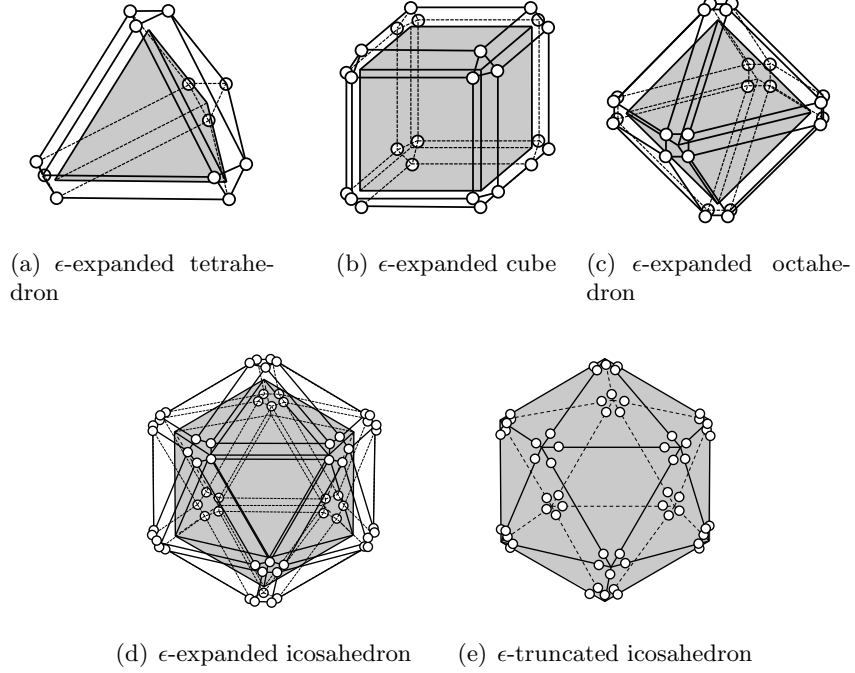 (a) ϵ-expanded tetrahe-
dron
(b) ϵ-expanded cube
(c) ϵ-expanded octahe-
dron
(d) ϵ-expanded icosahedron
(e) ϵ-truncated icosahedron